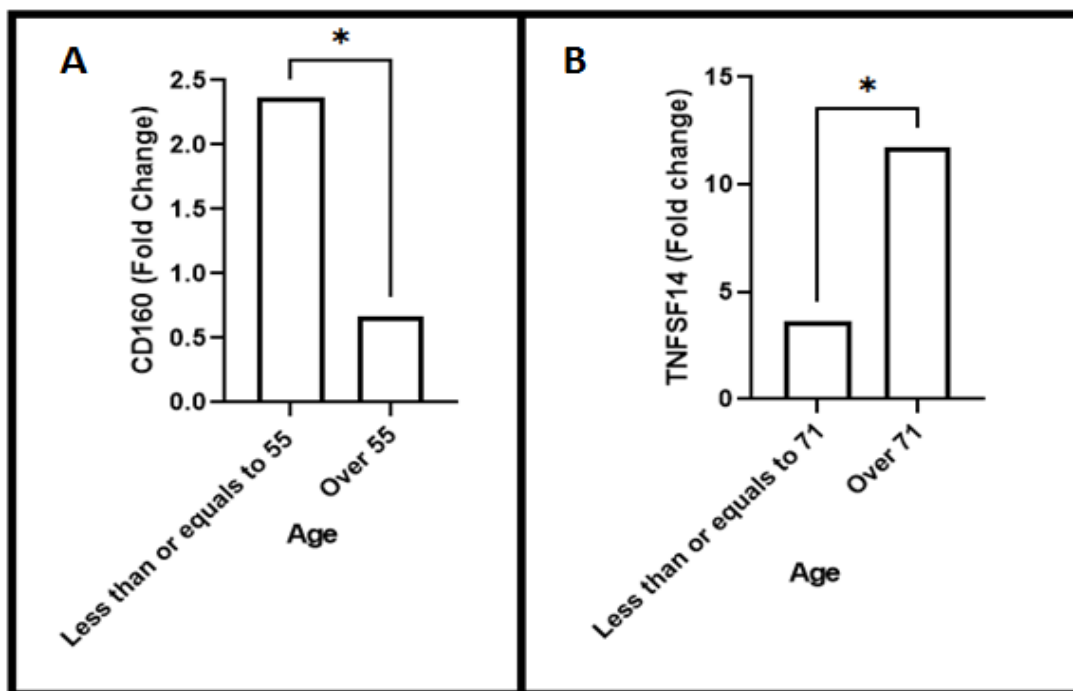 A
*
CD160 (Fold Change)
2.5
2.0
1.5
1.0
0.5
0.0
Less than or equals to 55
Over 55
Age
B
*
TNFSF14 (Fold change)
15
10
5
0
Less than or equals to 71
Over 71
Age